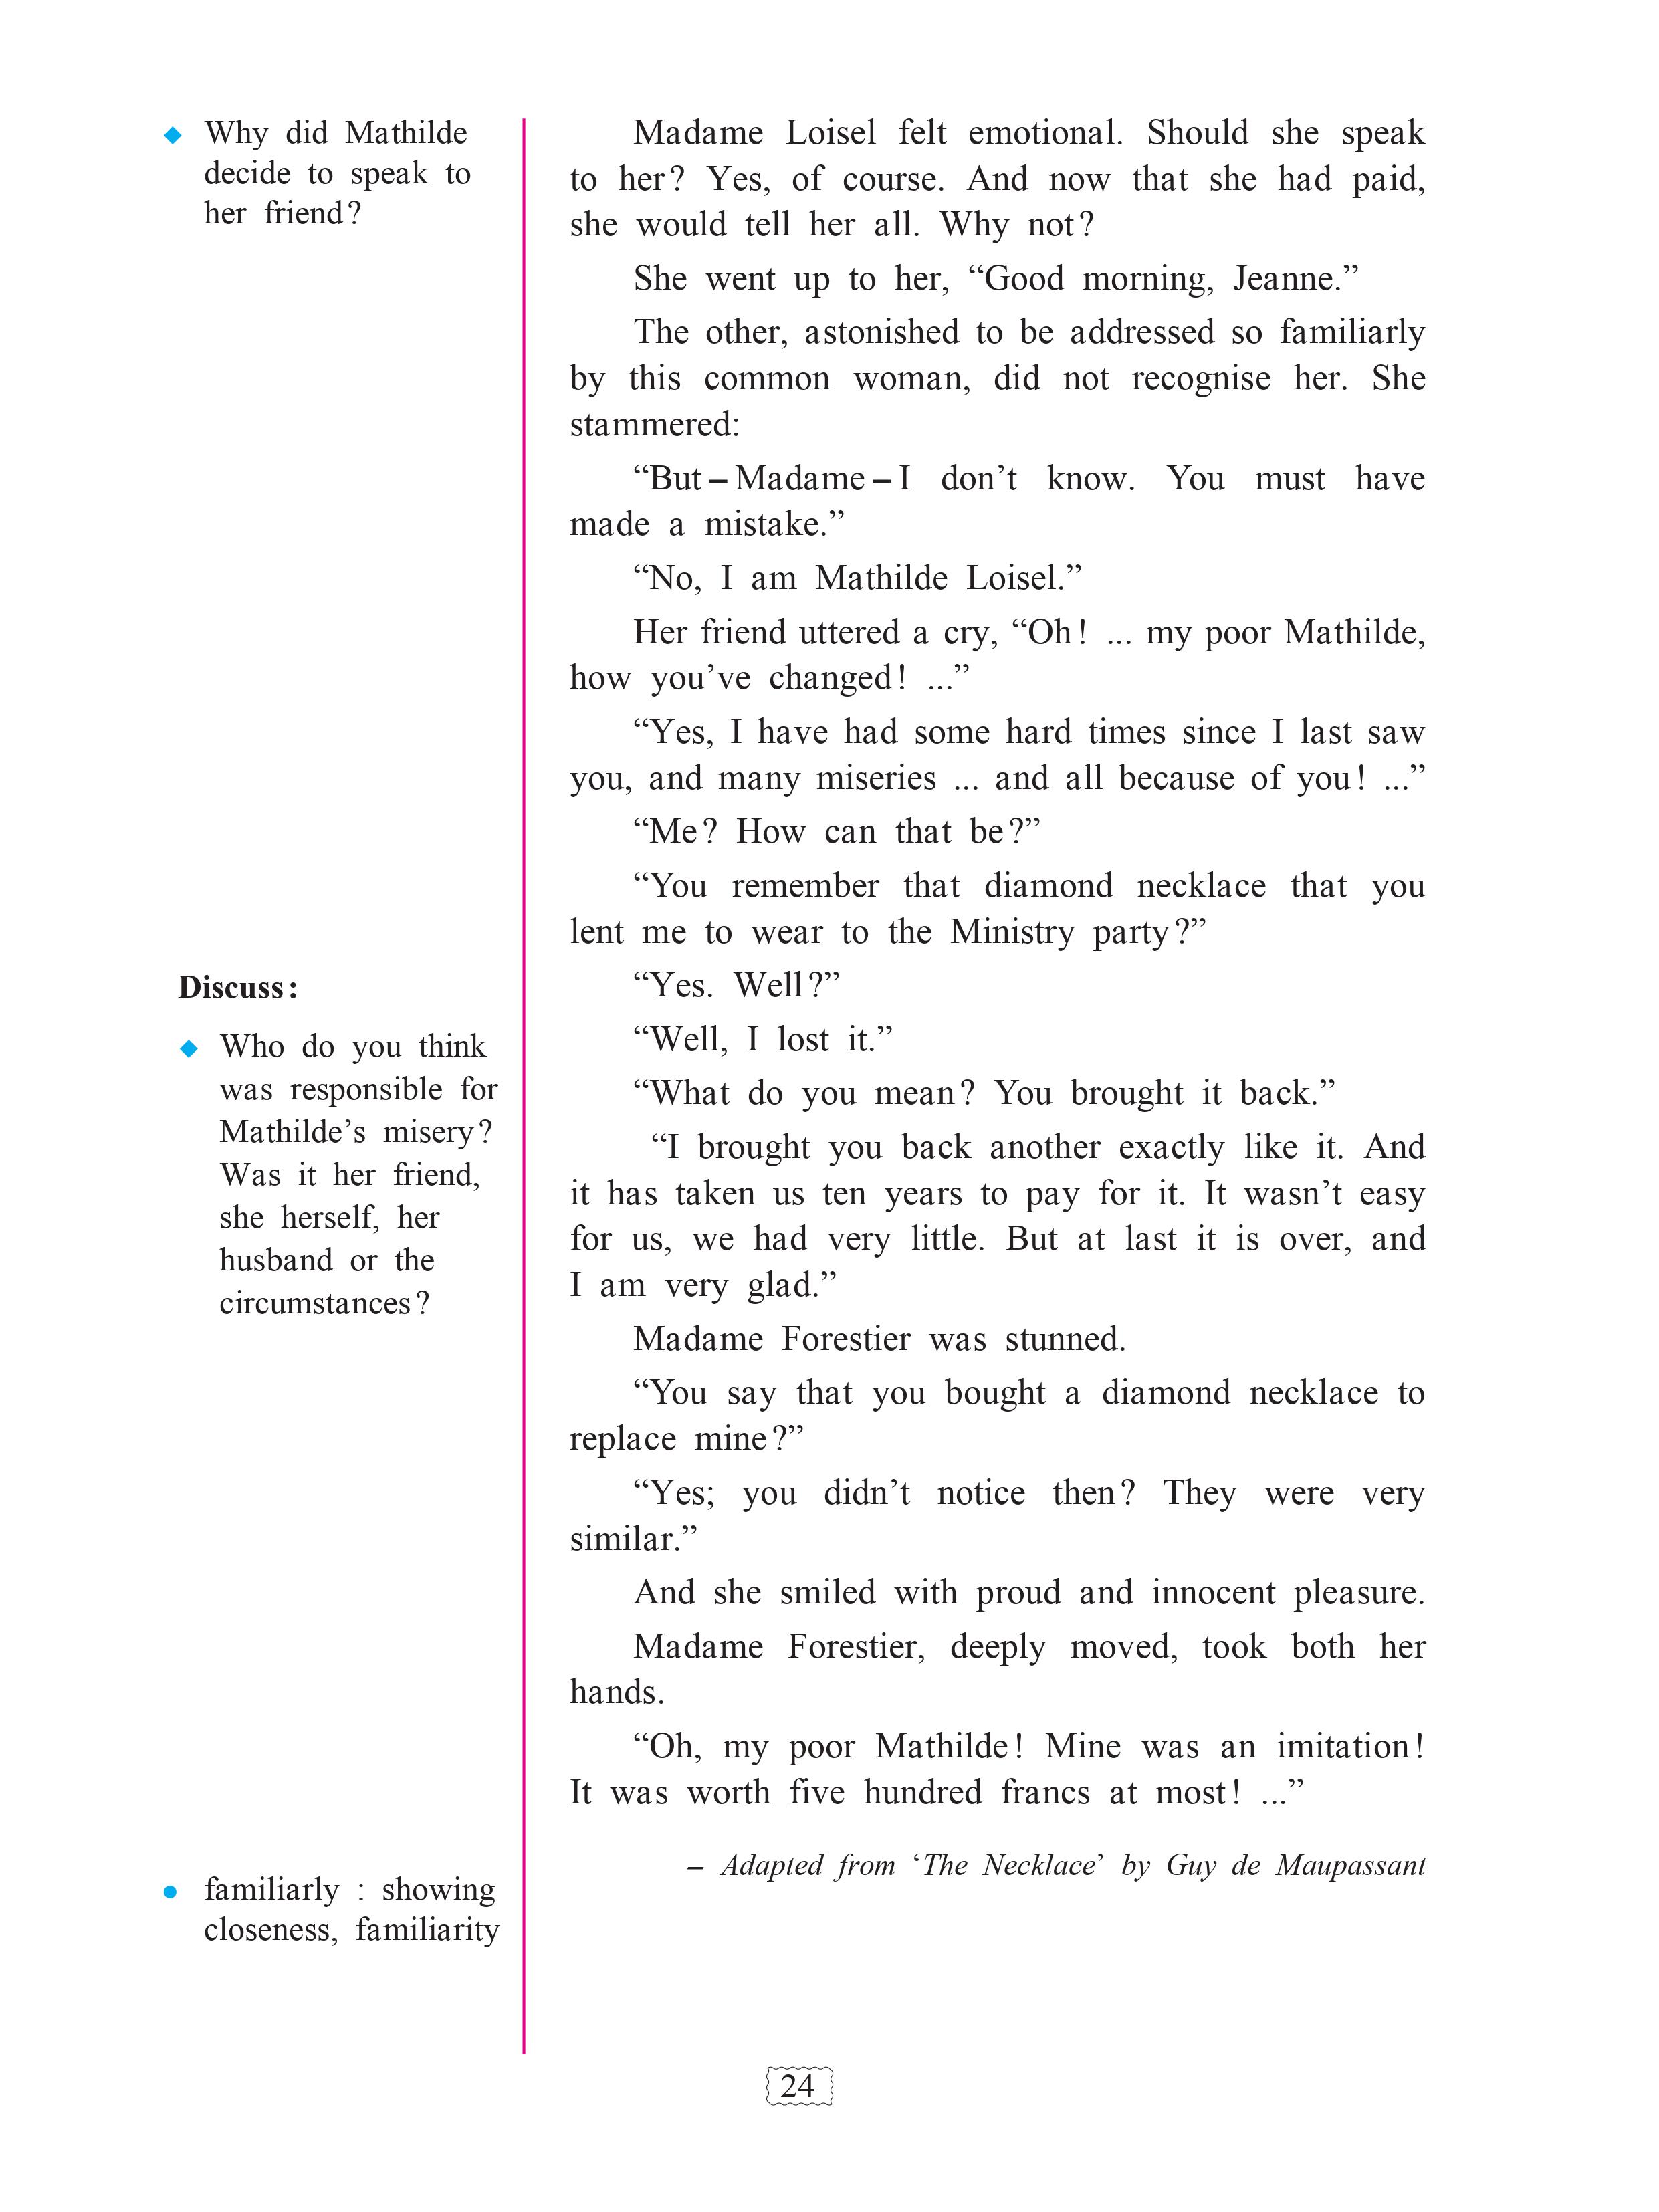 ◆ Why did Mathilde
decide to speak to
her friend?
Discuss:
◆ Who do you think
was responsible for
Mathilde’s misery?
Was it her friend,
she herself, her
husband or the
circumstances?
● familiarly : showing
closeness, familiarity
Madame Loisel felt emotional. Should she speak
to her? Yes, of course. And now that she had paid,
she would tell her all. Why not?
She went up to her, “Good morning, Jeanne.”
The other, astonished to be addressed so familiarly
by this common woman, did not recognise her. She
stammered:
“But – Madame – I don’t know. You must have
made a mistake.”
“No, I am Mathilde Loisel.”
Her friend uttered a cry, “Oh! ... my poor Mathilde,
how you’ve changed! ...”
“Yes, I have had some hard times since I last saw
you, and many miseries ... and all because of you! ...”
“Me? How can that be?”
“You remember that diamond necklace that you
lent me to wear to the Ministry party?”
“Yes. Well?”
“Well, I lost it.”
“What do you mean? You brought it back.”
“I brought you back another exactly like it. And
it has taken us ten years to pay for it. It wasn’t easy
for us, we had very little. But at last it is over, and
I am very glad.”
Madame Forestier was stunned.
“You say that you bought a diamond necklace to
replace mine?”
“Yes; you didn’t notice then? They were very
similar.”
And she smiled with proud and innocent pleasure.
Madame Forestier, deeply moved, took both her
hands.
“Oh, my poor Mathilde! Mine was an imitation!
It was worth five hundred francs at most! ...”
– Adapted from ‘The Necklace’ by Guy de Maupassant
24